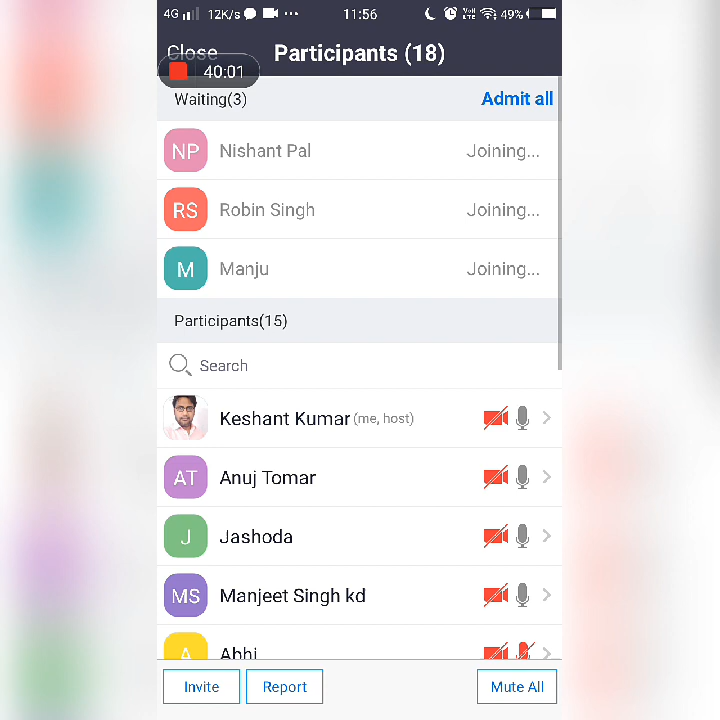 4G 12K/s 11:56 VoLTE 49%
Close Participants (18)
40:01
Waiting(3) Admit all
NP Nishant Pal Joining...
RS Robin Singh Joining...
M Manju Joining...
Participants(15)
Search
Keshant Kumar (me, host)
AT Anuj Tomar
J Jashoda
MS Manjeet Singh kd
A Abhi
Invite Report Mute All